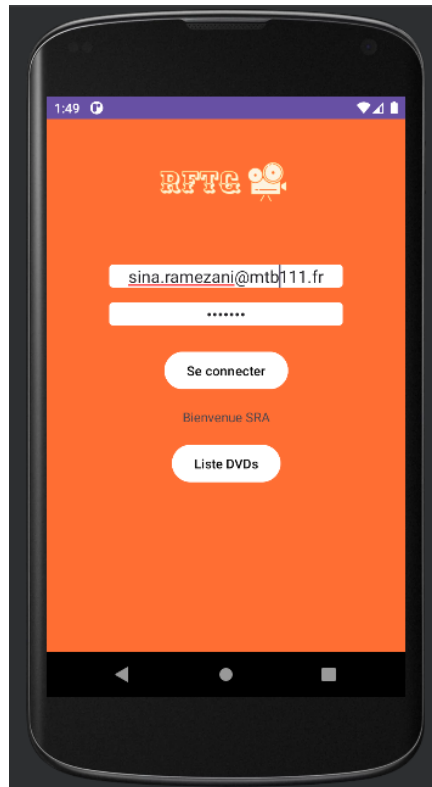 1:49
RFTG
sina.ramezani@mtb111.fr
•••••••
Se connecter
Bienvenue SRA
Liste DVDs